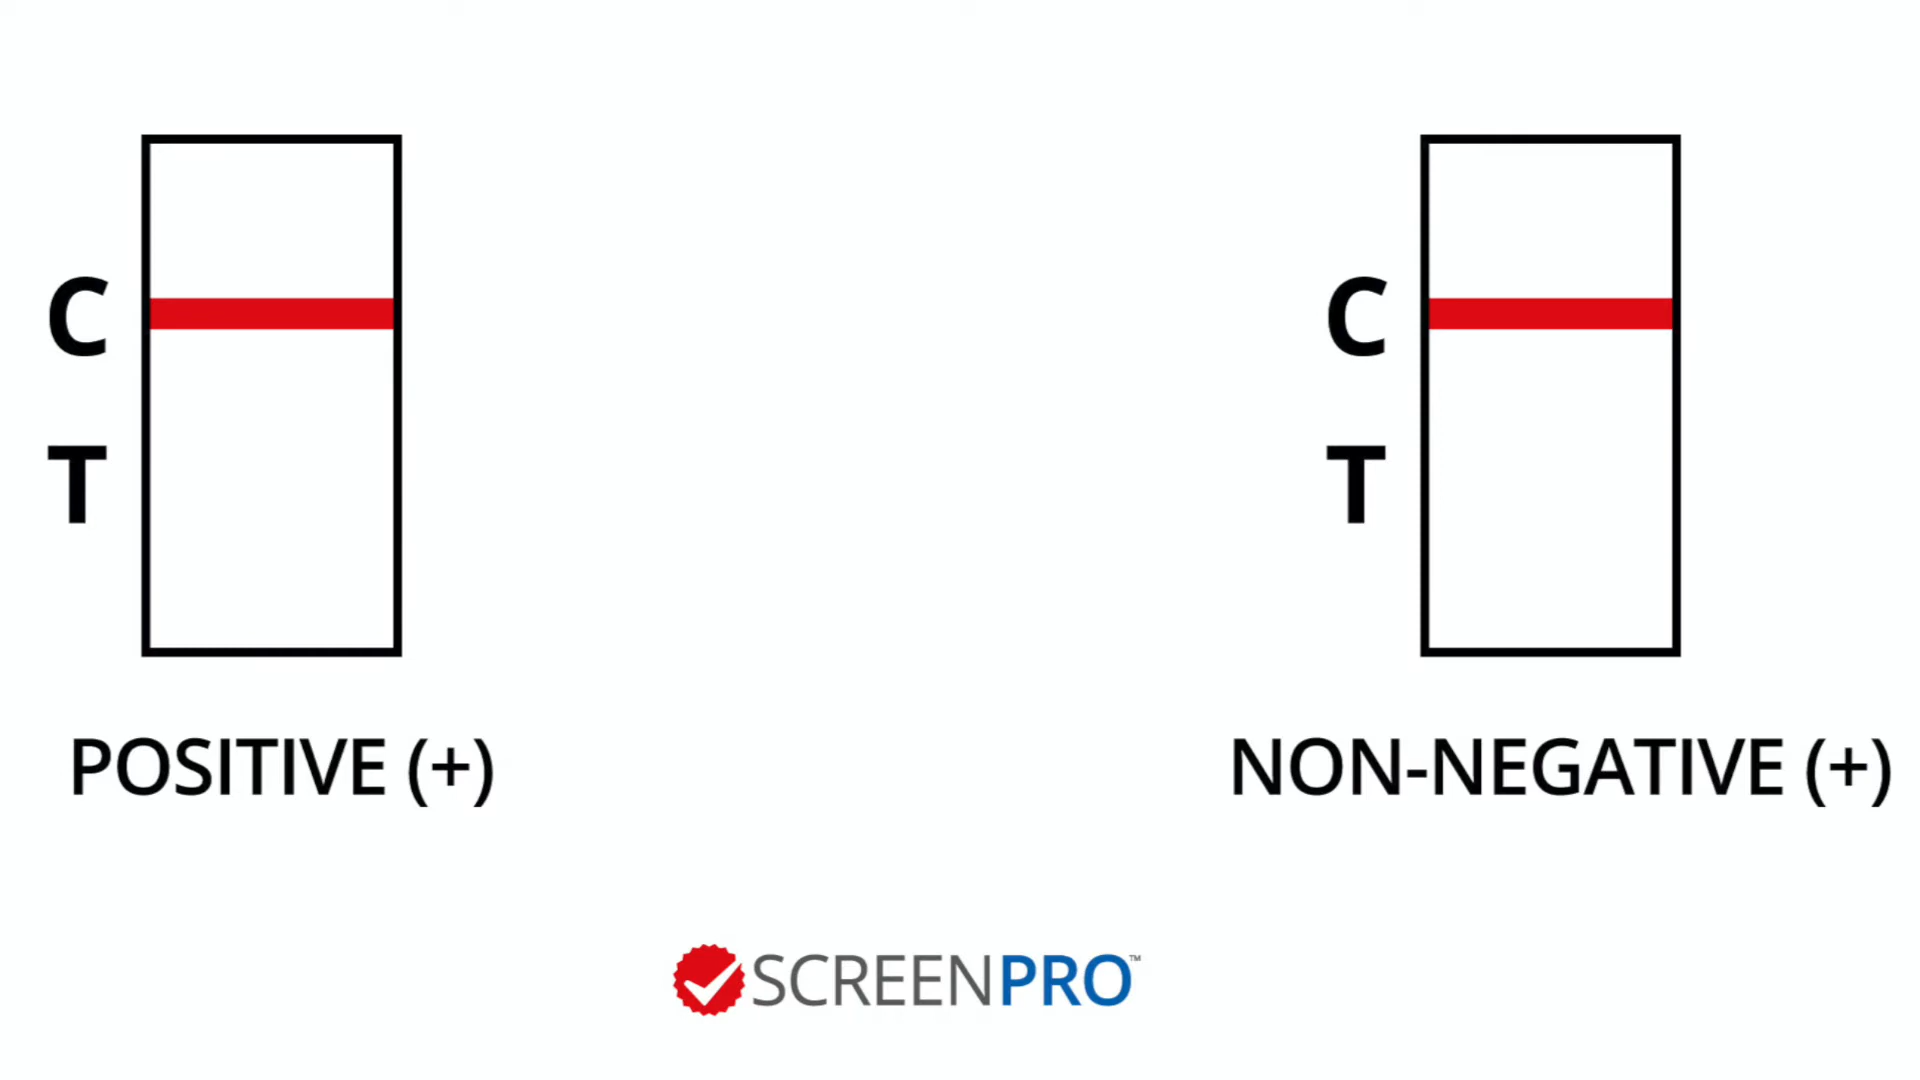 C
T
POSITIVE (+)
C
T
NON-NEGATIVE (+)
SCREENPRO™